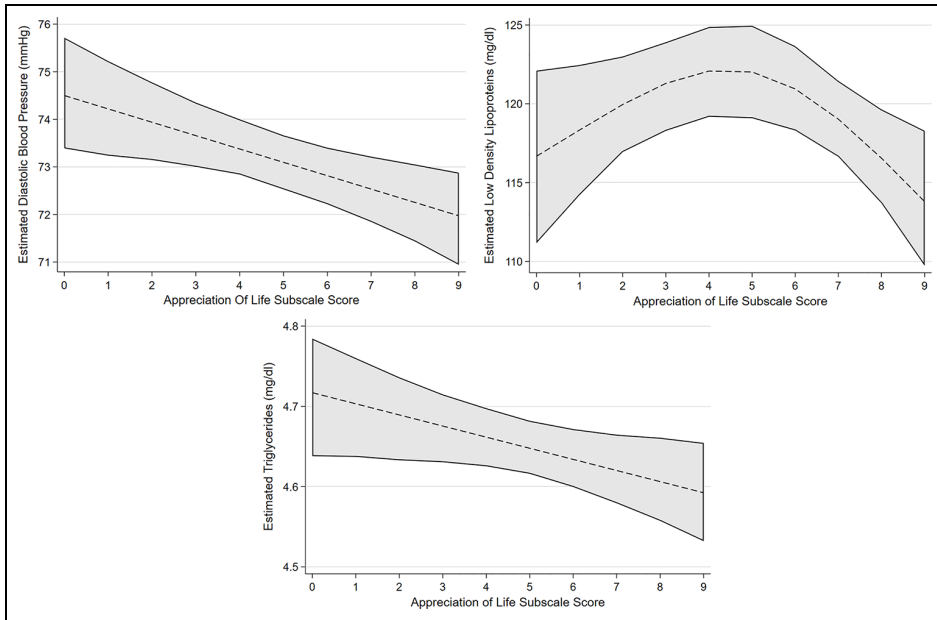 Estimated Diastolic Blood Pressure (mmHg)
76
75
74
73
72
71
0 1 2 3 4 5 6 7 8 9
Appreciation Of Life Subscale Score
Estimated Low Density Lipoproteins (mg/dl)
125
120
115
110
0 1 2 3 4 5 6 7 8 9
Appreciation of Life Subscale Score
Estimated Triglycerides (mg/dl)
4.8
4.7
4.6
4.5
0 1 2 3 4 5 6 7 8 9
Appreciation of Life Subscale Score